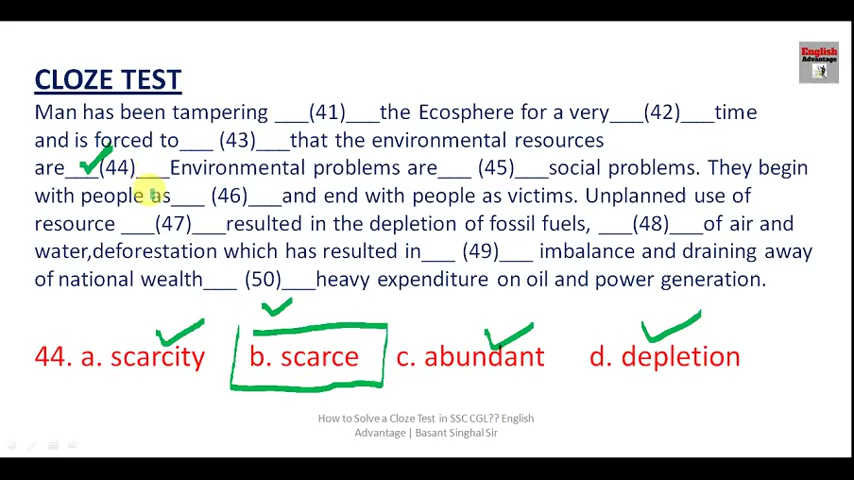 English
Advantage
CLOZE TEST
Man has been tampering ___(41)___the Ecosphere for a very___(42)___time
and is forced to___ (43)___that the environmental resources
are___(44)___Environmental problems are___ (45)___social problems. They begin
with people as___ (46)___and end with people as victims. Unplanned use of
resource ___(47)___resulted in the depletion of fossil fuels, ___(48)___of air and
water,deforestation which has resulted in___ (49)___ imbalance and draining away
of national wealth___ (50)___heavy expenditure on oil and power generation.
44. a. scarcity b. scarce c. abundant d. depletion
How to Solve a Cloze Test in SSC CGL?? English
Advantage | Basant Singhal Sir